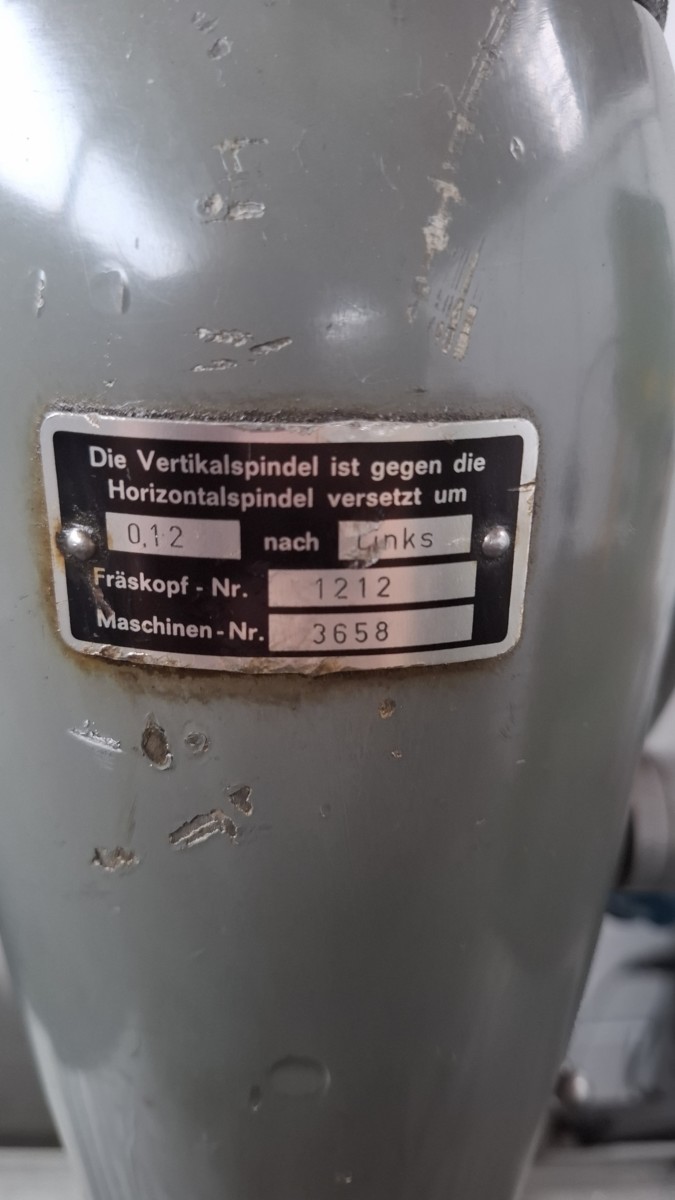 Die Vertikalspindel ist gegen die
Horizontalspindel versetzt um
0,12 nach Links
Fräskopf - Nr. 1212
Maschinen - Nr. 3658